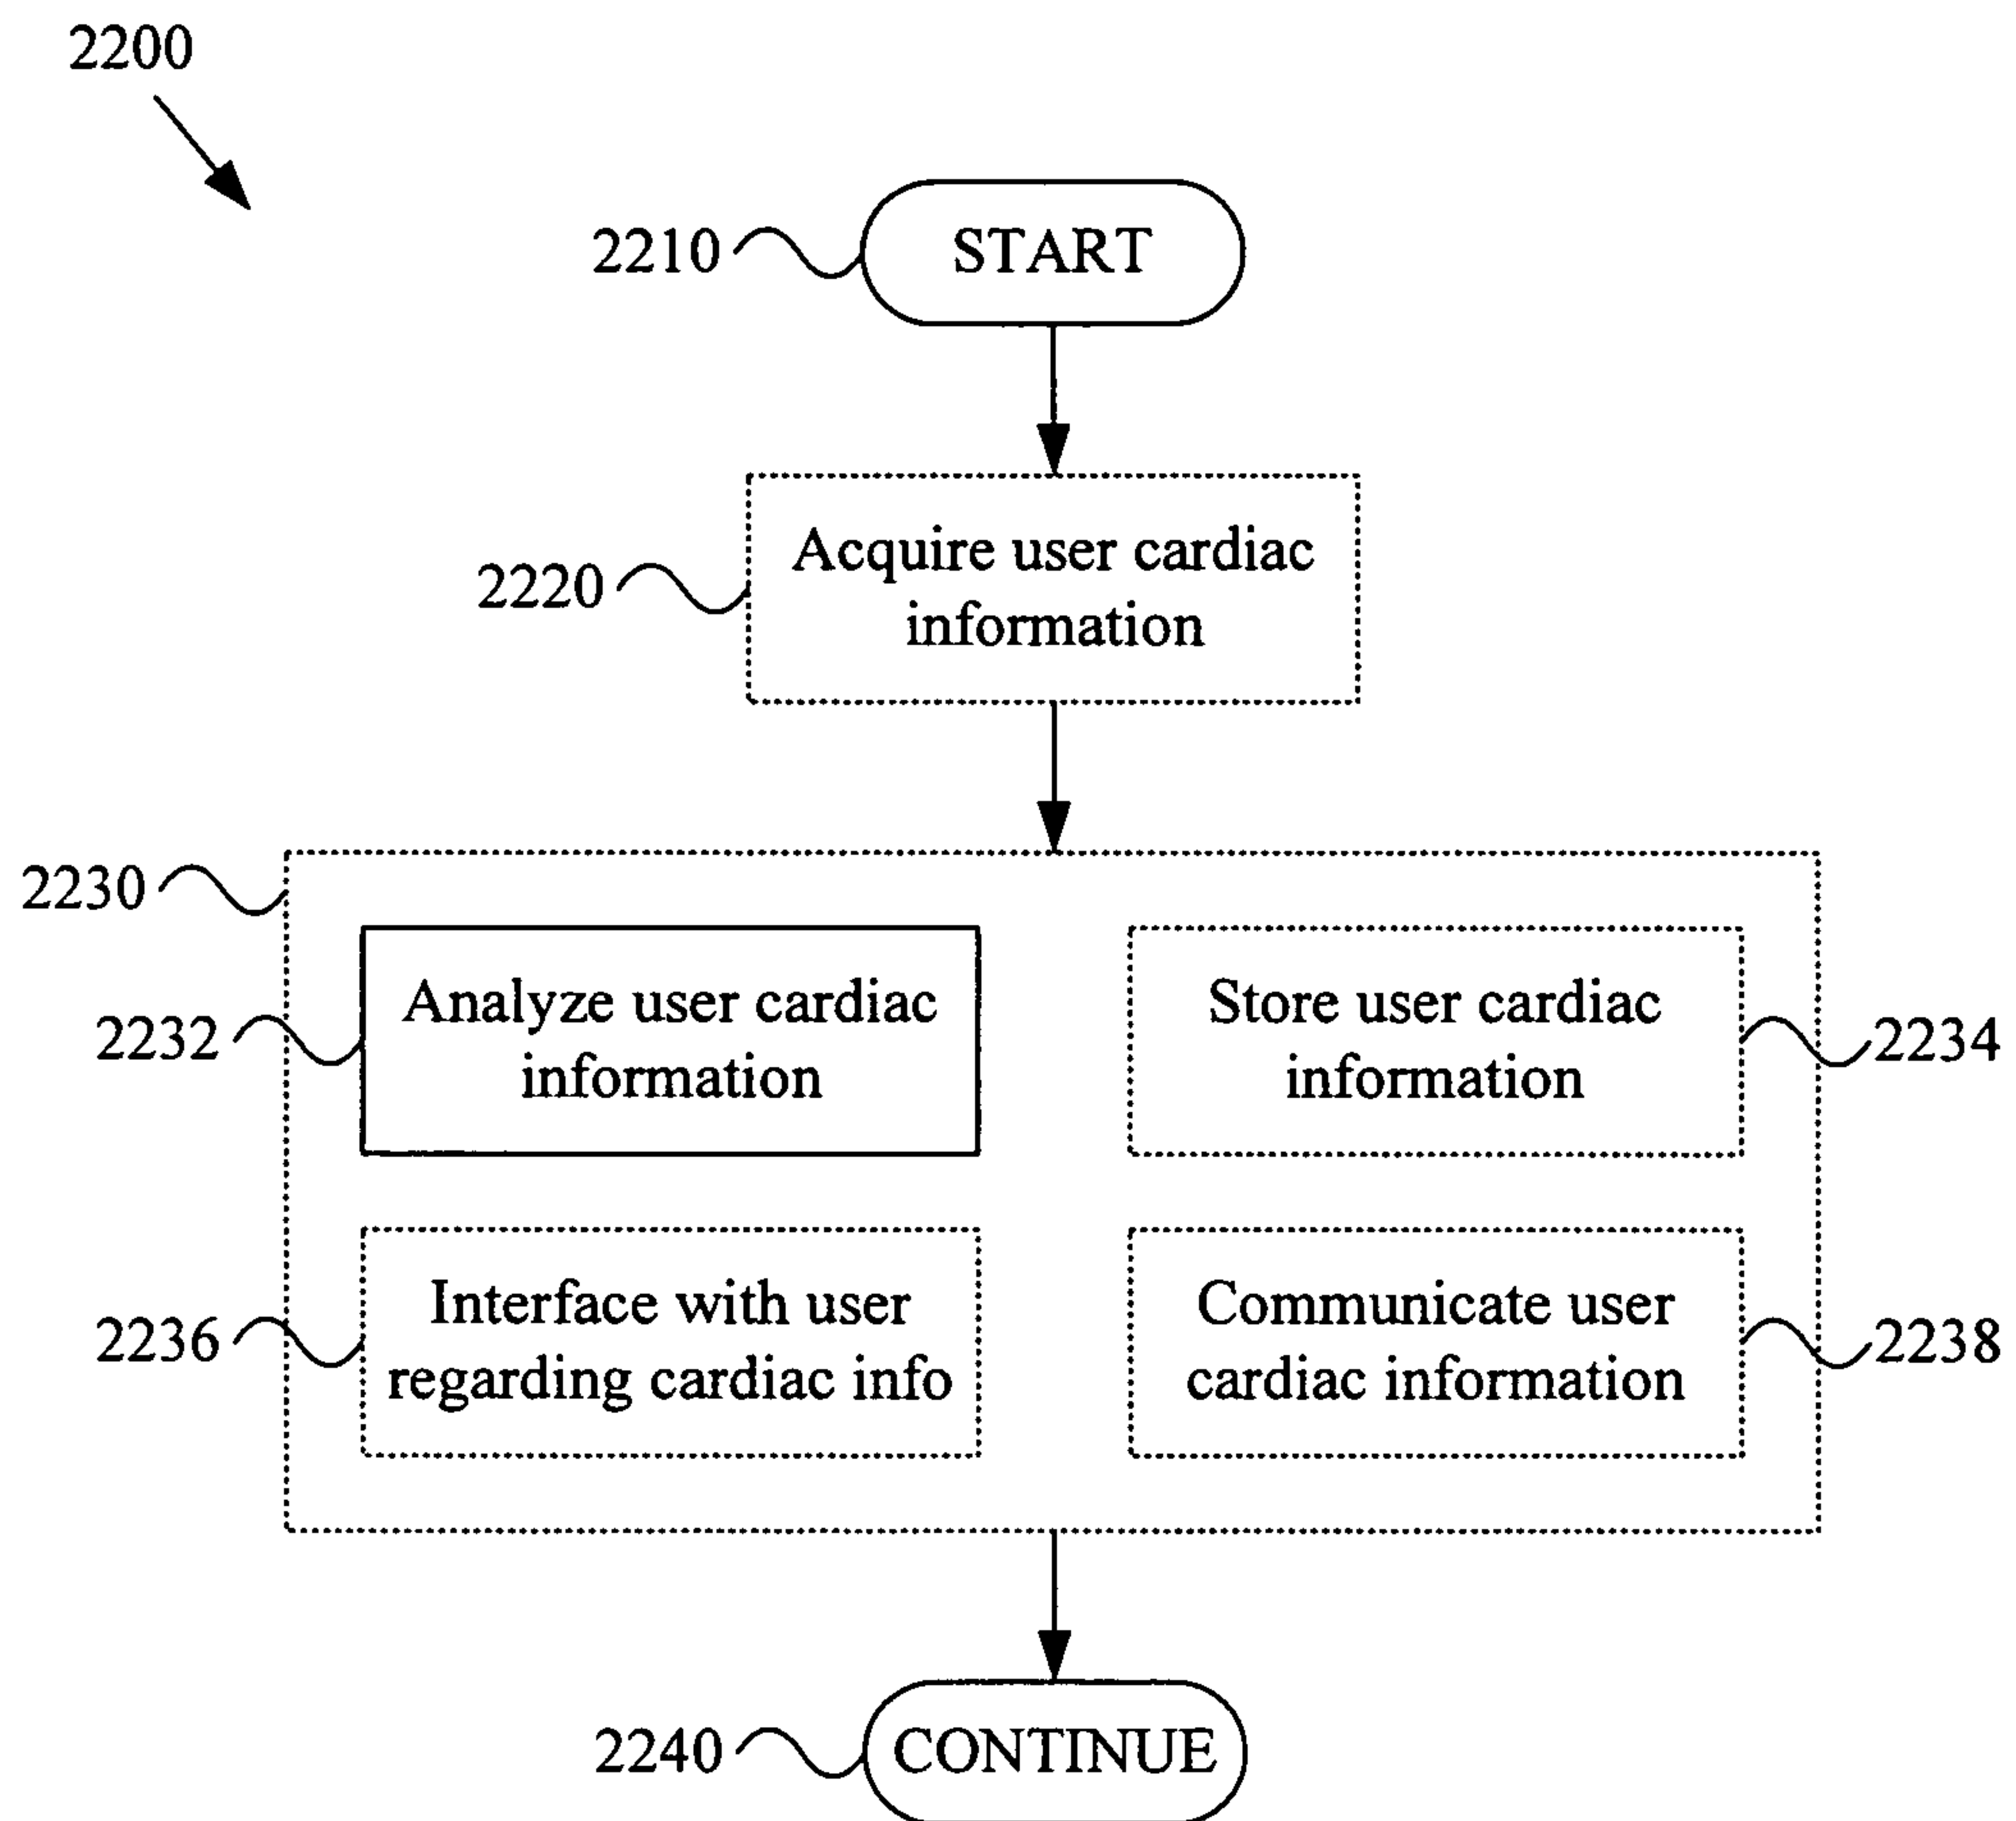 2200
2210
START
2220
Acquire user cardiac
information
2230
2232
Analyze user cardiac
information
Store user cardiac
information
2234
2236
Interface with user
regarding cardiac info
Communicate user
cardiac information
2238
2240
CONTINUE